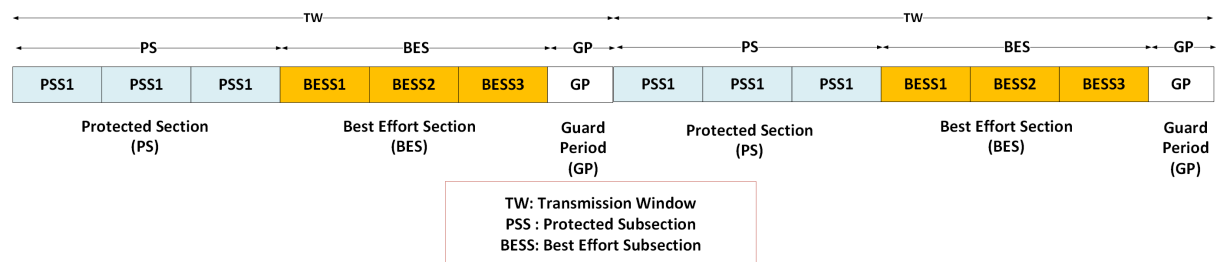 TW TW
PS BES GP PS BES GP
PSS1 PSS1 PSS1 BESS1 BESS2 BESS3 GP PSS1 PSS1 PSS1 BESS1 BESS2 BESS3 GP
Protected Section
(PS)
Best Effort Section
(BES)
Guard
Period
(GP)
Protected Section
(PS)
Best Effort Section
(BES)
Guard
Period
(GP)
TW: Transmission Window
PSS : Protected Subsection
BESS: Best Effort Subsection